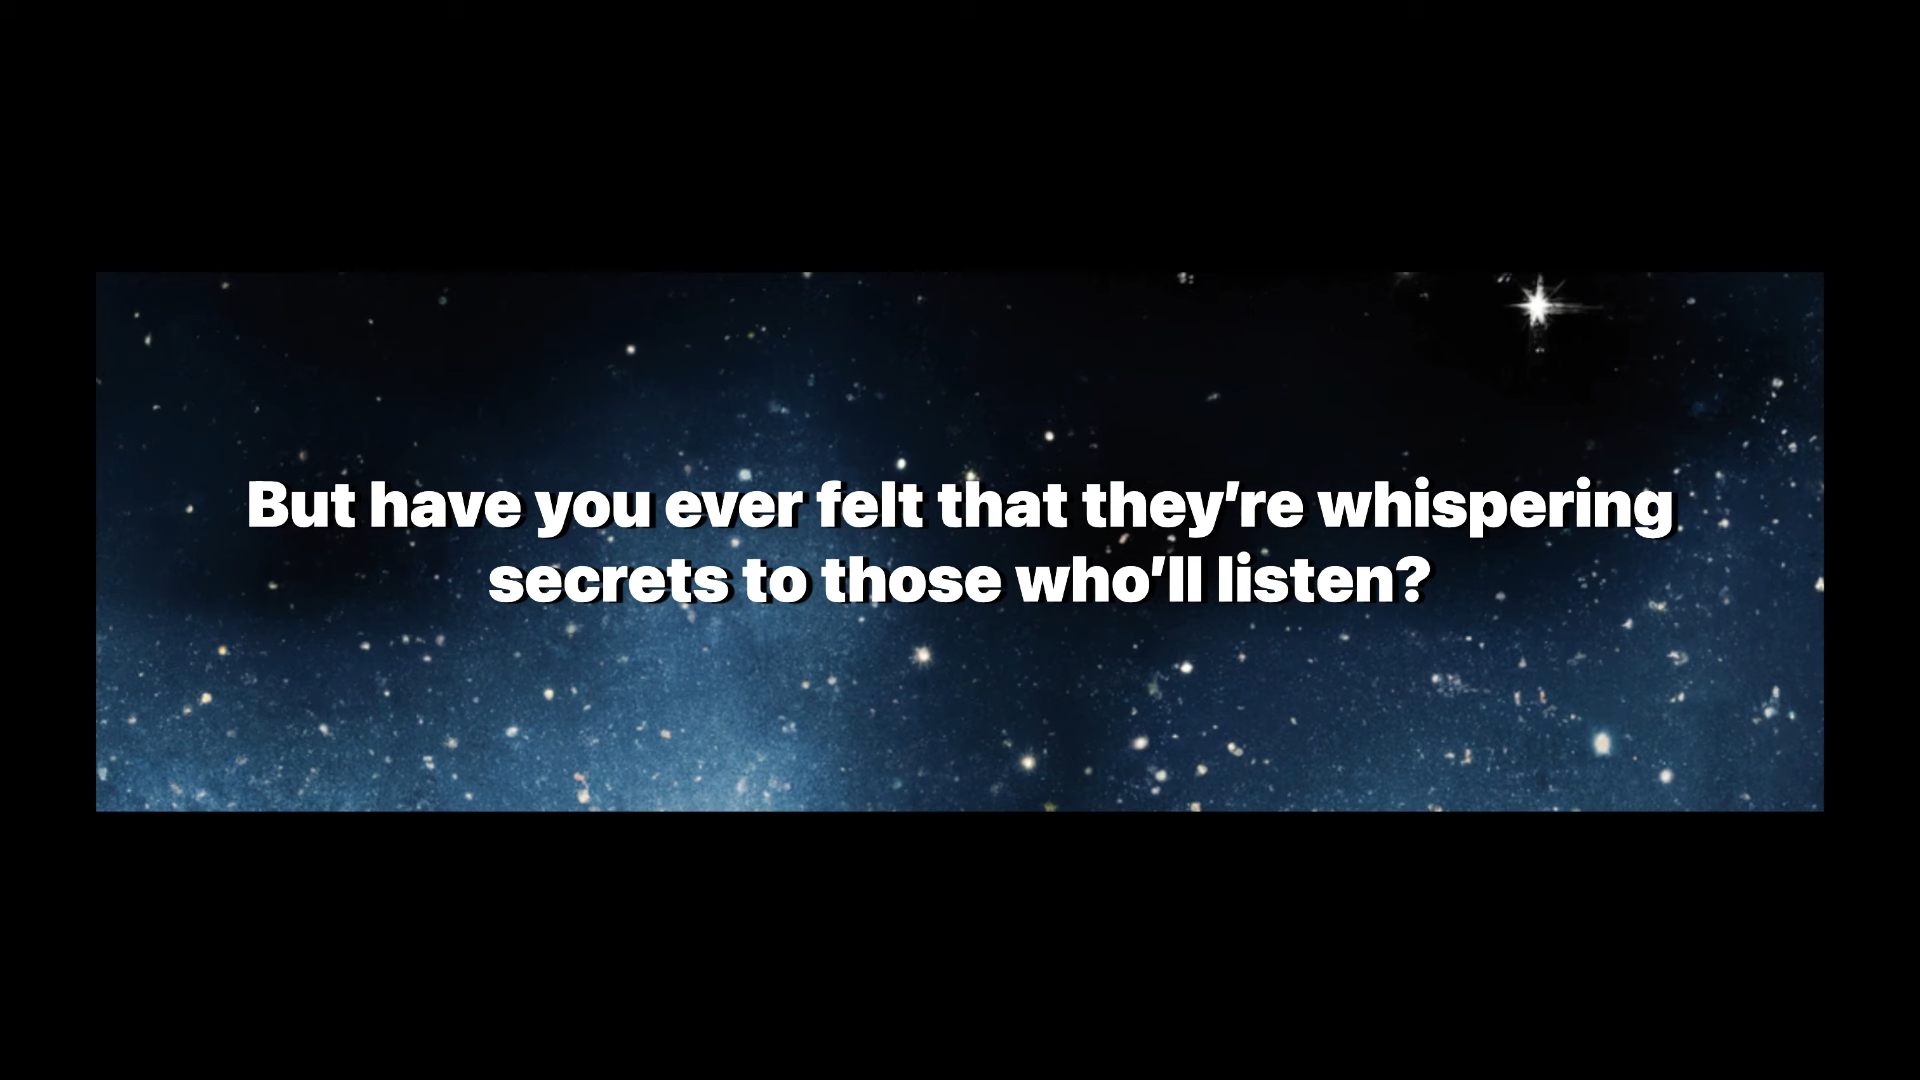 But have you ever felt that they're whispering
secrets to those who'll listen?